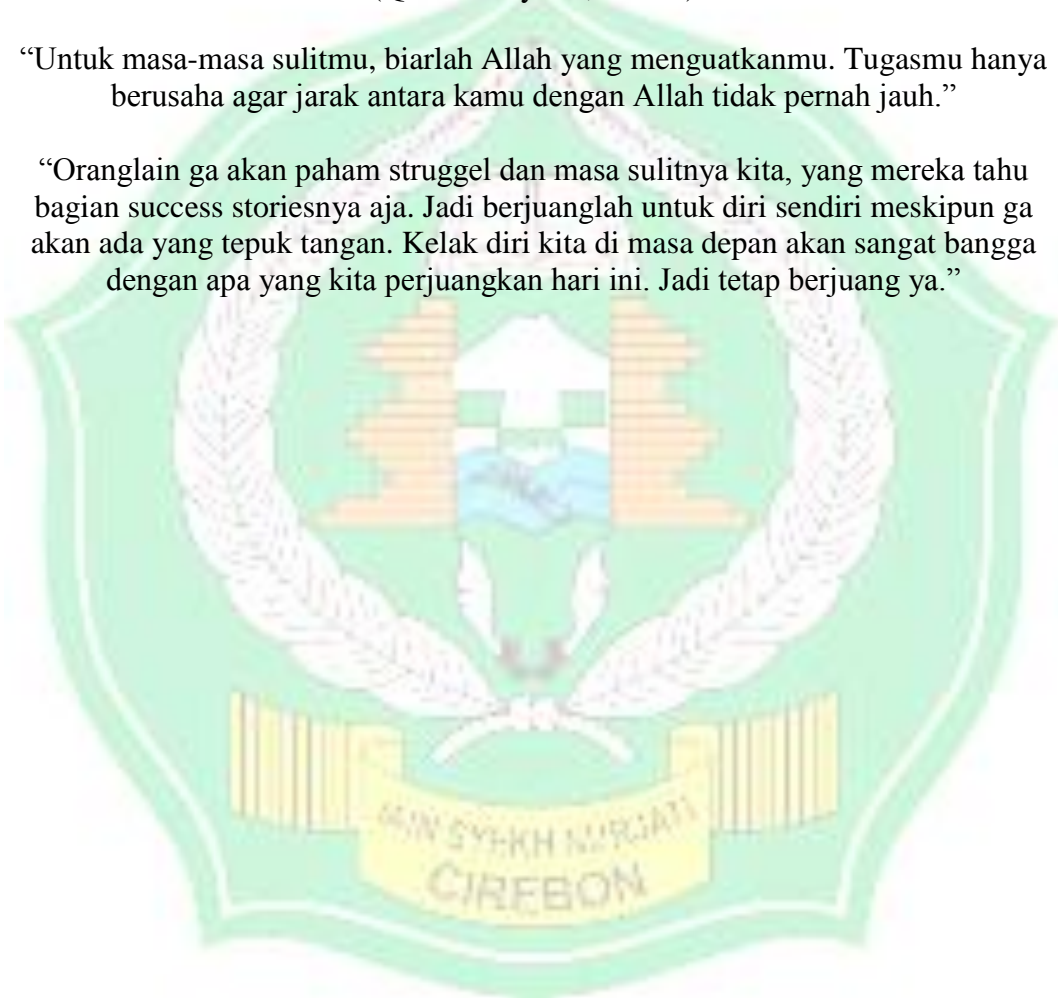 “Untuk masa-masa sulitmu, biarlah Allah yang menguatkanmu. Tugasmu hanya
berusaha agar jarak antara kamu dengan Allah tidak pernah jauh.”
“Oranglain ga akan paham struggel dan masa sulitnya kita, yang mereka tahu
bagian success storiesnya aja. Jadi berjuanglah untuk diri sendiri meskipun ga
akan ada yang tepuk tangan. Kelak diri kita di masa depan akan sangat bangga
dengan apa yang kita perjuangkan hari ini. Jadi tetap berjuang ya.”
IAIN SYEKH NURJATI
CIREBON